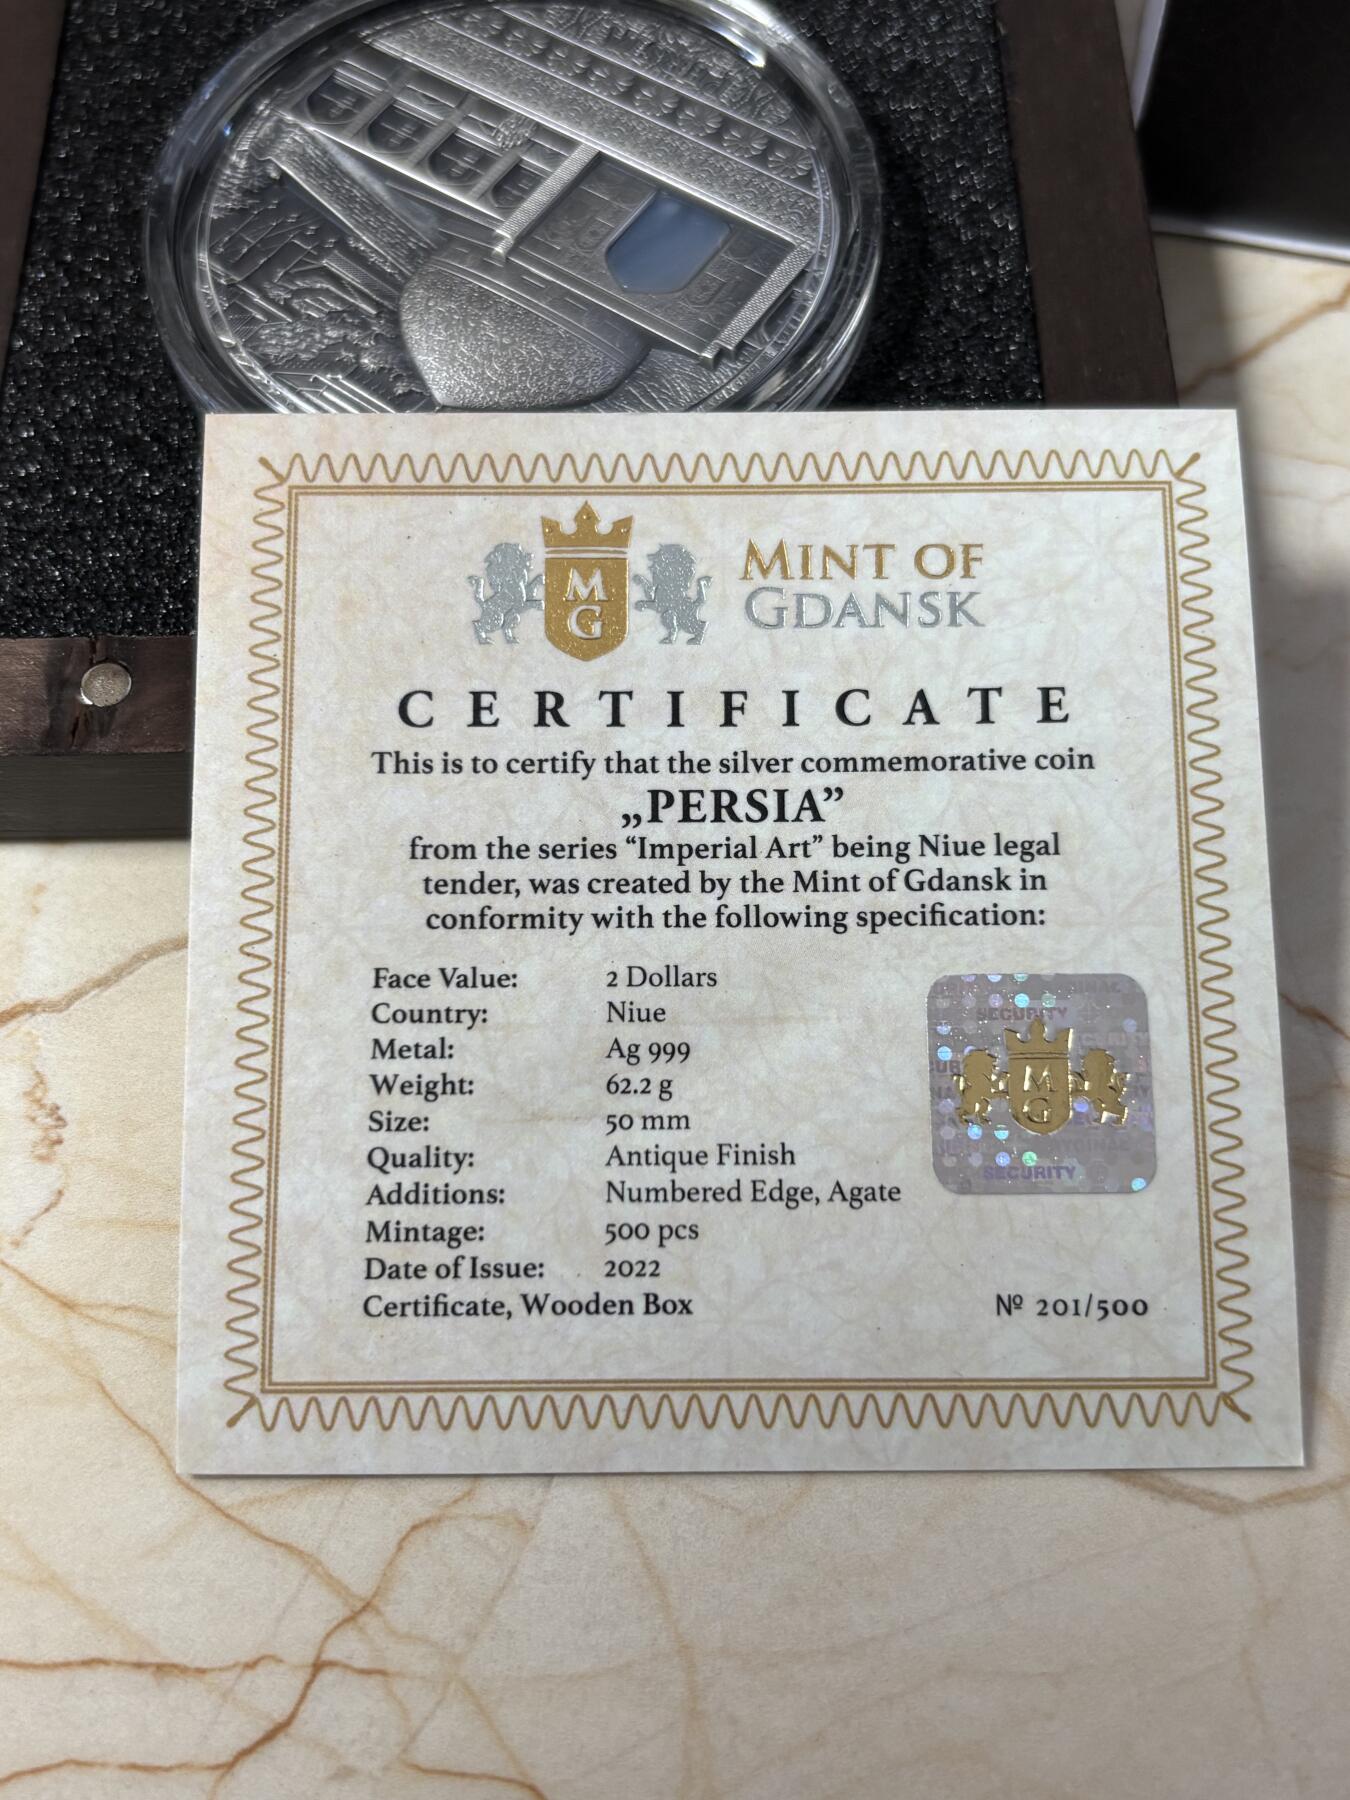 M
G
MINT OF
GDANSK
CERTIFICATE
This is to certify that the silver commemorative coin
„PERSIA”
from the series “Imperial Art” being Niue legal
tender, was created by the Mint of Gdansk in
conformity with the following specification:
Face Value: 2 Dollars
Country: Niue
Metal: Ag 999
Weight: 62.2 g
Size: 50 mm
Quality: Antique Finish
Additions: Numbered Edge, Agate
Mintage: 500 pcs
Date of Issue: 2022
Certificate, Wooden Box
№ 201/500
SECURITY
M
G
SECURITY